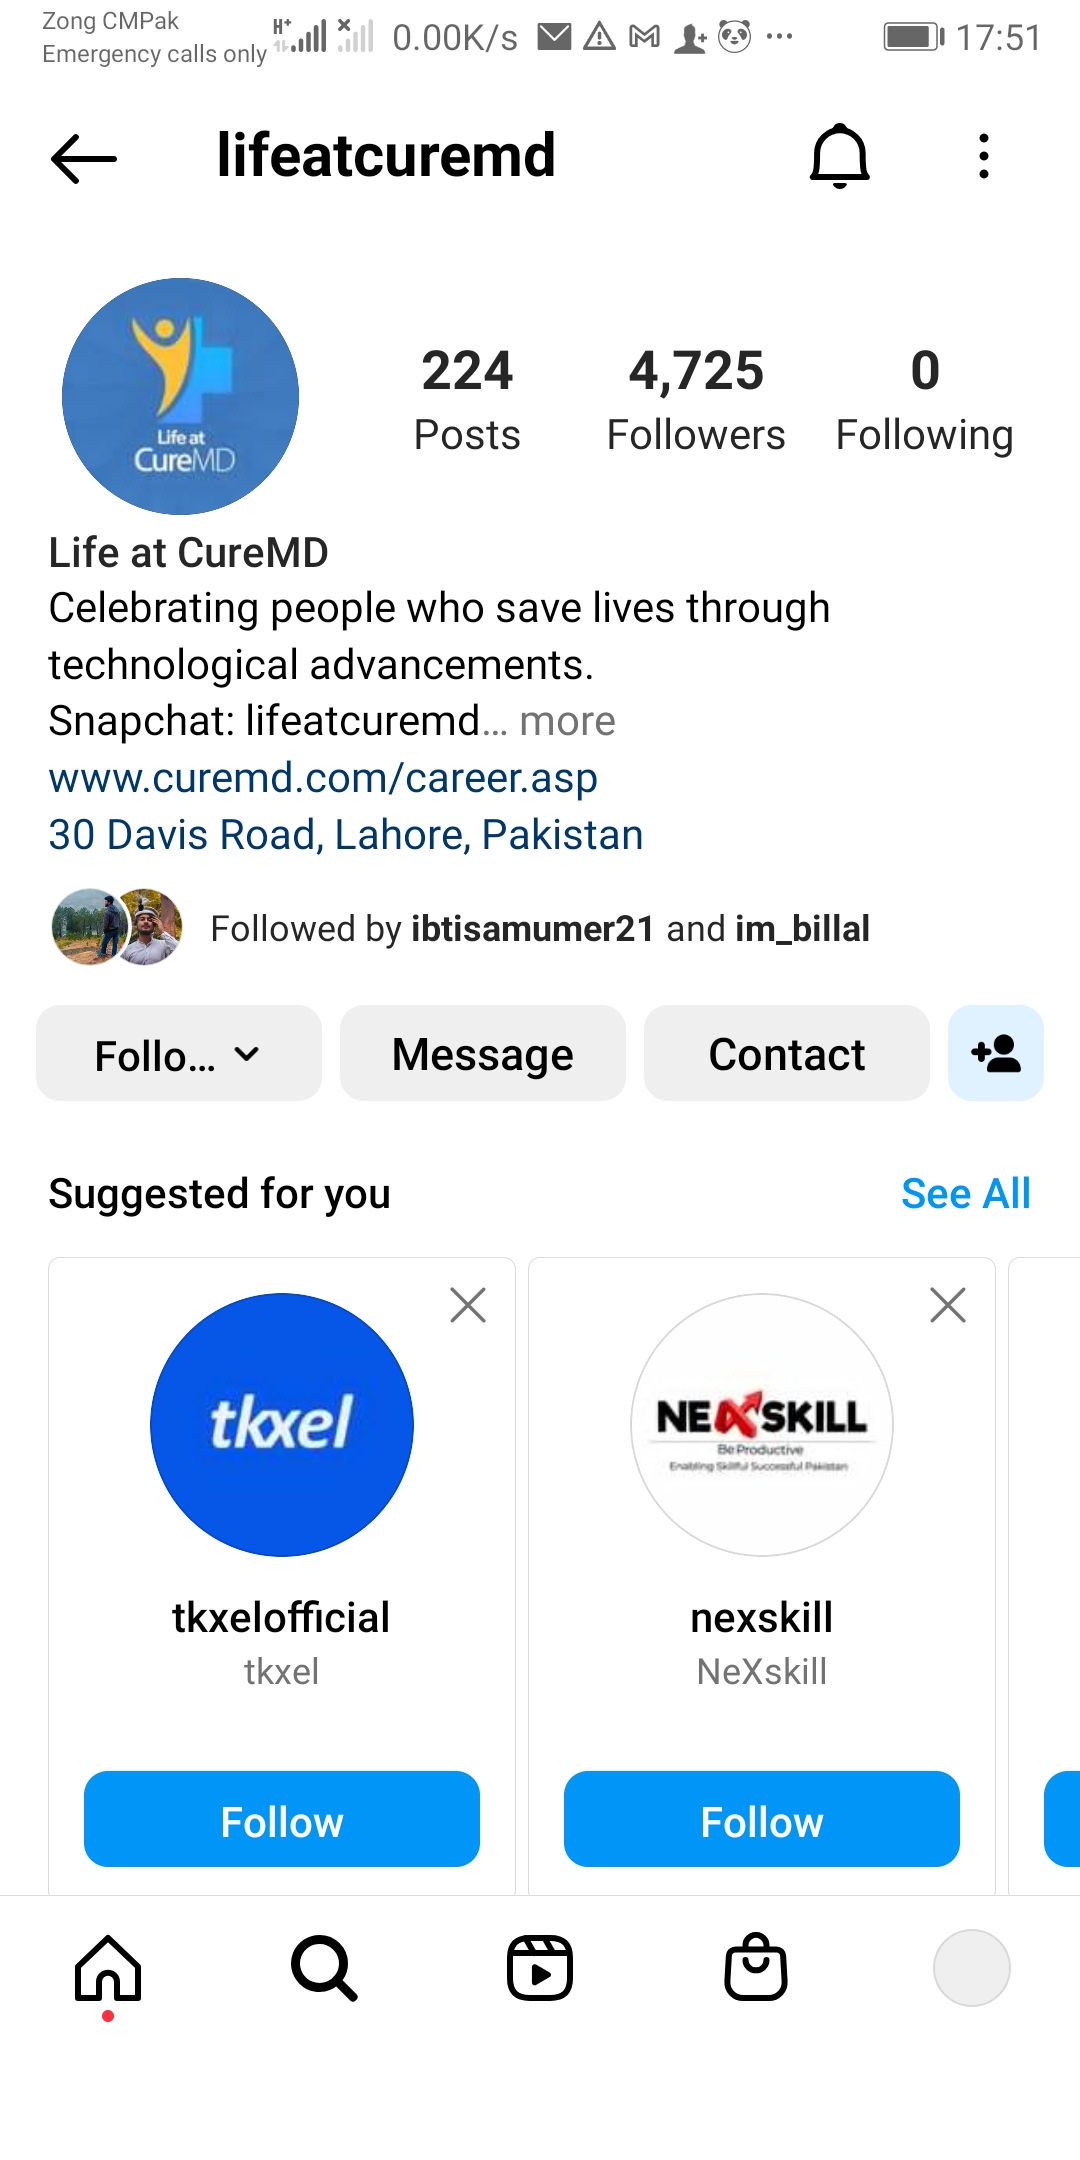 Zong CMPak
Emergency calls only
H+
0.00K/s
17:51
lifeatcuremd
Life at
CureMD
224
Posts
4,725
Followers
0
Following
Life at CureMD
Celebrating people who save lives through
technological advancements.
Snapchat: lifeatcuremd... more
www.curemd.com/career.asp
30 Davis Road, Lahore, Pakistan
Followed by ibtisamumer21 and im_billal
Follo...
Message
Contact
Suggested for you
See All
tkxel
tkxelofficial
tkxel
Follow
NEXSKILL
Be Productive
Enabling Skillful Successful Pakistan
nexskill
NeXskill
Follow